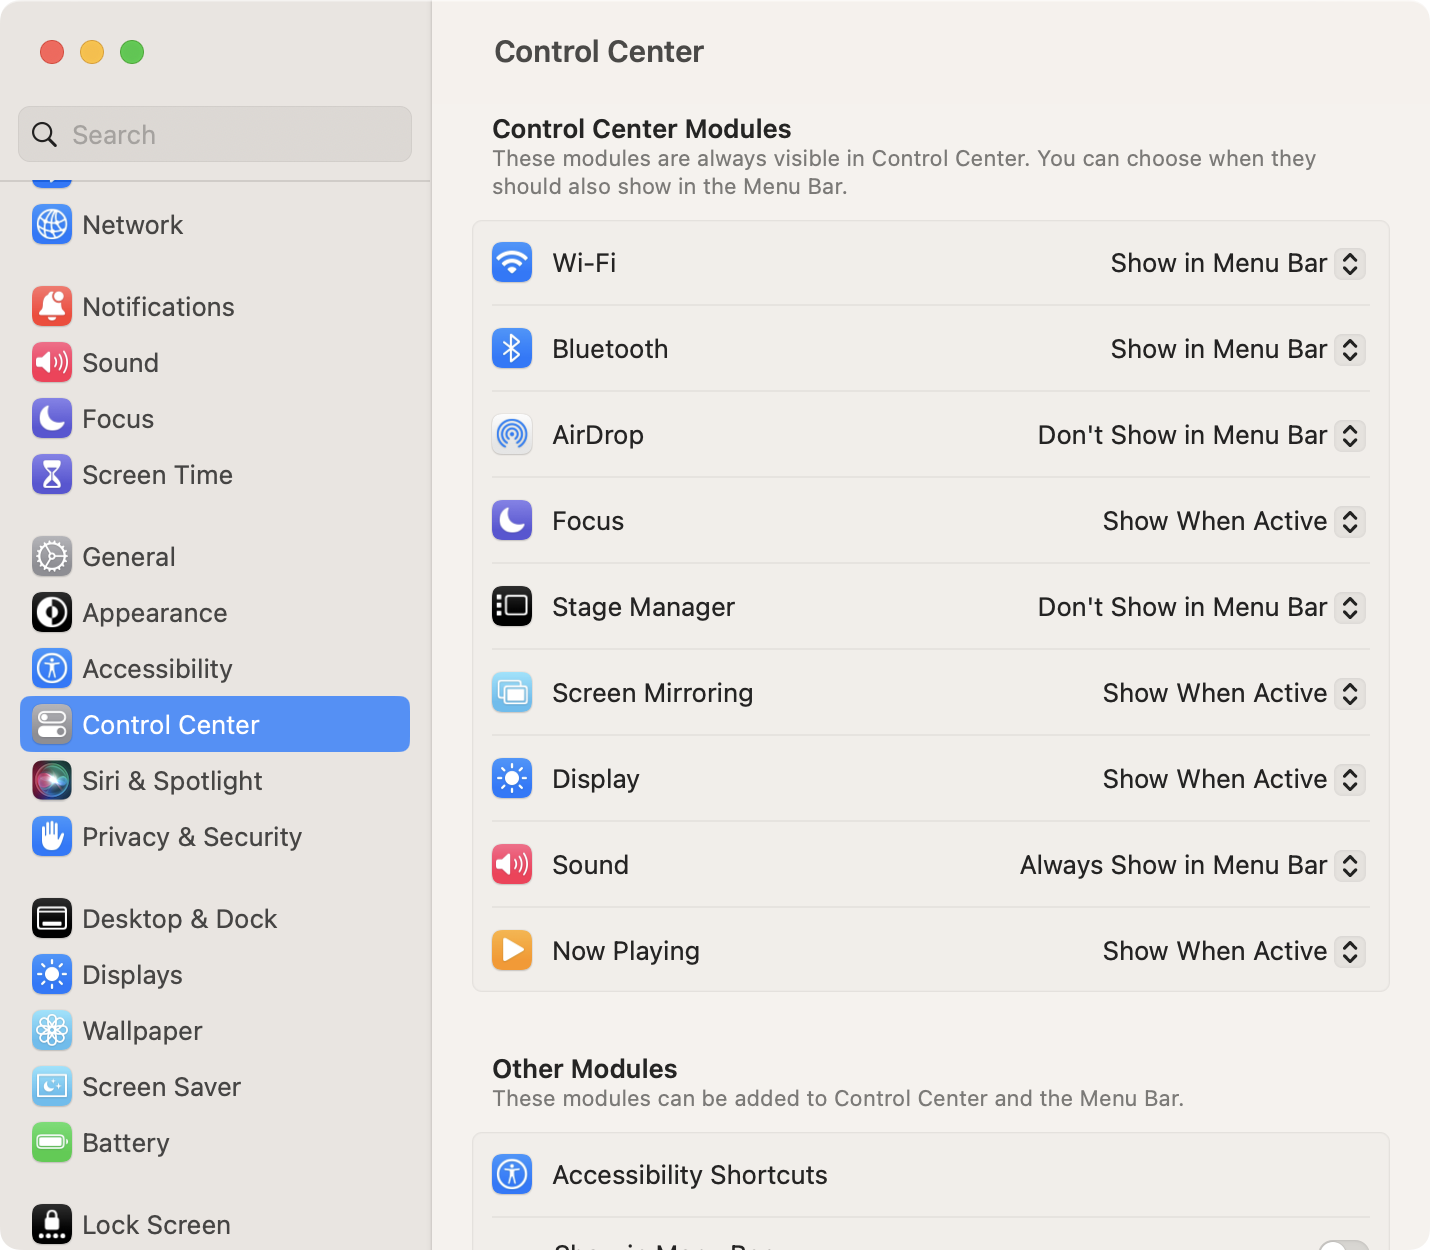 Control Center
Search
Network
Notifications
Sound
Focus
Screen Time
General
Appearance
Accessibility
Control Center
Siri & Spotlight
Privacy & Security
Desktop & Dock
Displays
Wallpaper
Screen Saver
Battery
Lock Screen
Control Center Modules
These modules are always visible in Control Center. You can choose when they
should also show in the Menu Bar.
Wi-Fi Show in Menu Bar
Bluetooth Show in Menu Bar
AirDrop Don't Show in Menu Bar
Focus Show When Active
Stage Manager Don't Show in Menu Bar
Screen Mirroring Show When Active
Display Show When Active
Sound Always Show in Menu Bar
Now Playing Show When Active
Other Modules
These modules can be added to Control Center and the Menu Bar.
Accessibility Shortcuts
Show in Menu Bar